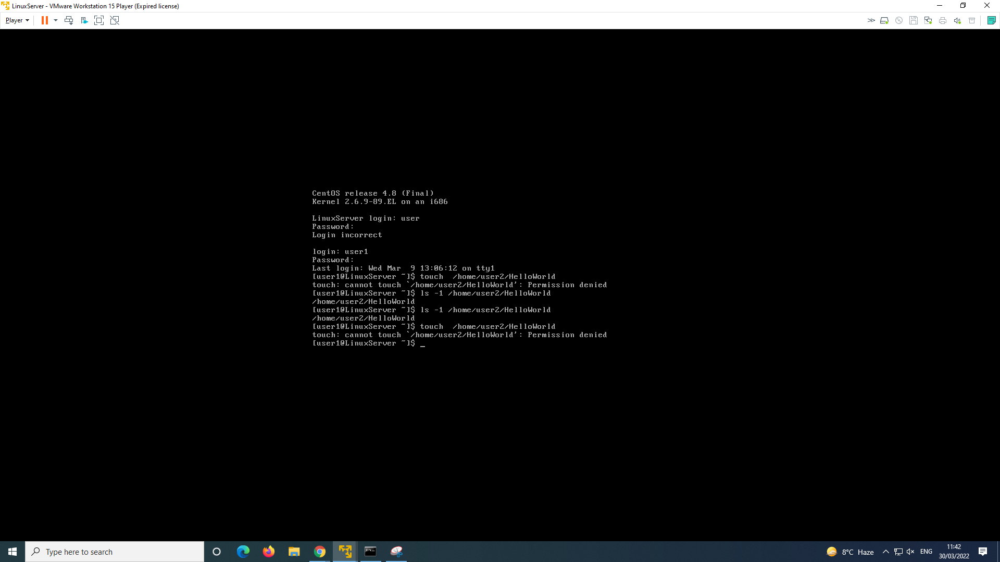 LinuxServer - VMware Workstation 15 Player (Expired license)
Player
CentOS release 4.8 (Final)
Kernel 2.6.9-89.EL on an i686
LinuxServer login: user
Password:
Login incorrect
login: user1
Password:
Last login: Wed Mar  9 13:06:12 on tty1
[user1@LinuxServer ~]$ touch  /home/user2/HelloWorld
touch: cannot touch `/home/user2/HelloWorld': Permission denied
[user1@LinuxServer ~]$ ls -1 /home/user2/HelloWorld
/home/user2/HelloWorld
[user1@LinuxServer ~]$ ls -1 /home/user2/HelloWorld
/home/user2/HelloWorld
[user1@LinuxServer ~]$ touch  /home/user2/HelloWorld
touch: cannot touch `/home/user2/HelloWorld': Permission denied
[user1@LinuxServer ~]$ _
Type here to search
8°C Haze
ENG
11:42
30/03/2022